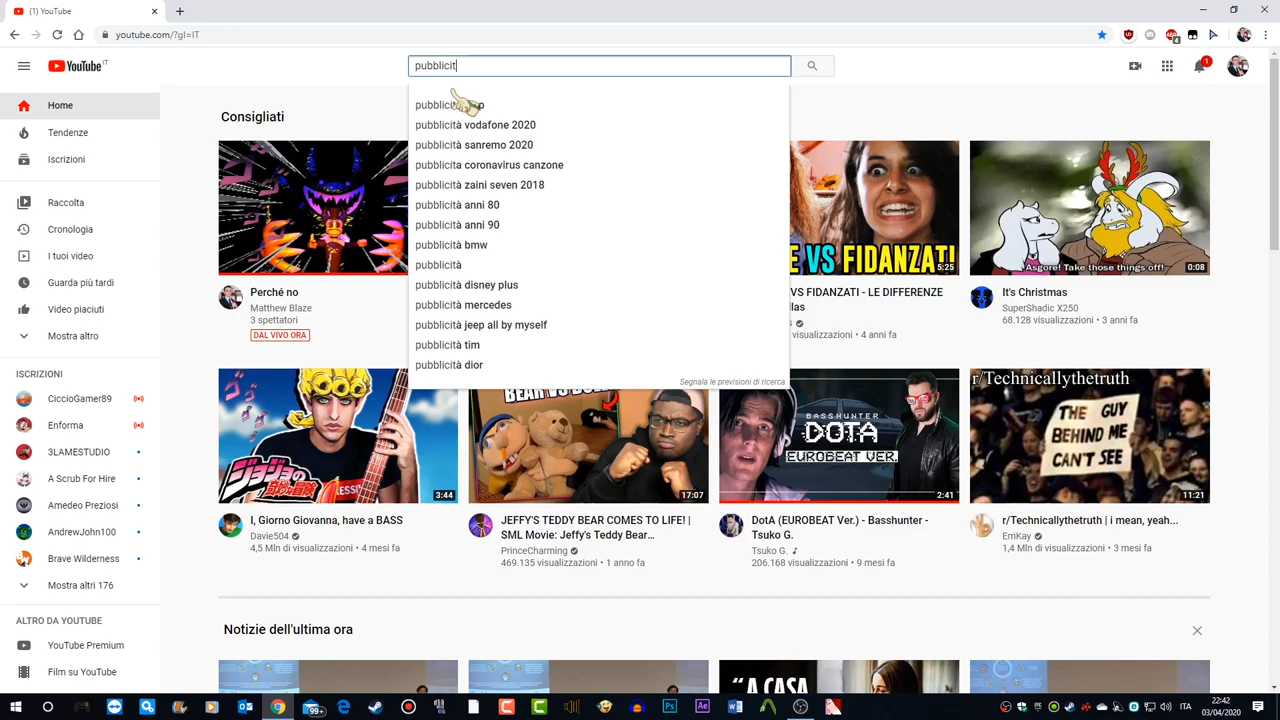 (1) YouTube
youtube.com/?gl=IT
YouTube IT
pubblicit
1
Home
Tendenze
Iscrizioni
Raccolta
Cronologia
I tuoi video
Guarda più tardi
Video piaciuti
Mostra altro
ISCRIZIONI
CiccioGamer89
Enforma
3LAMESTUDIO
A Scrub For Hire
Amedeo Preziosi
AndrewJohn100
Brave Wilderness
Mostra altri 176
ALTRO DA YOUTUBE
YouTube Premium
Film su YouTube
pubblicità vodafone 2020
pubblicità sanremo 2020
pubblicita coronavirus canzone
pubblicità zaini seven 2018
pubblicità anni 80
pubblicità anni 90
pubblicità bmw
pubblicità
pubblicità disney plus
pubblicità mercedes
pubblicità jeep all by myself
pubblicità tim
pubblicità dior
Segnala le previsioni di ricerca
Consigliati
Perché no
Matthew Blaze
3 spettatori
DAL VIVO ORA
E VS FIDANZATI!
5:25
VS FIDANZATI - LE DIFFERENZE
visualizzazioni • 4 anni fa
Asgore! Take those things off!
0:08
It's Christmas
SuperShadic X250
68.128 visualizzazioni • 3 anni fa
3:44
I, Giorno Giovanna, have a BASS
Davie504
4,5 Mln di visualizzazioni • 4 mesi fa
17:07
JEFFY'S TEDDY BEAR COMES TO LIFE! |
SML Movie: Jeffy's Teddy Bear...
PrinceCharming
469.135 visualizzazioni • 1 anno fa
BASSHUNTER
DOTA
EUROBEAT VER.
2:41
DotA (EUROBEAT Ver.) - Basshunter -
Tsuko G.
Tsuko G.
206.168 visualizzazioni • 9 mesi fa
r/Technicallythetruth
THE GUY
BEHIND ME
CAN'T SEE
11:21
r/Technicallythetruth | i mean, yeah...
EmKay
1,4 Mln di visualizzazioni • 3 mesi fa
Notizie dell'ultima ora
“A CASA
99+
Ps
Ae
ITA
22:42
03/04/2020